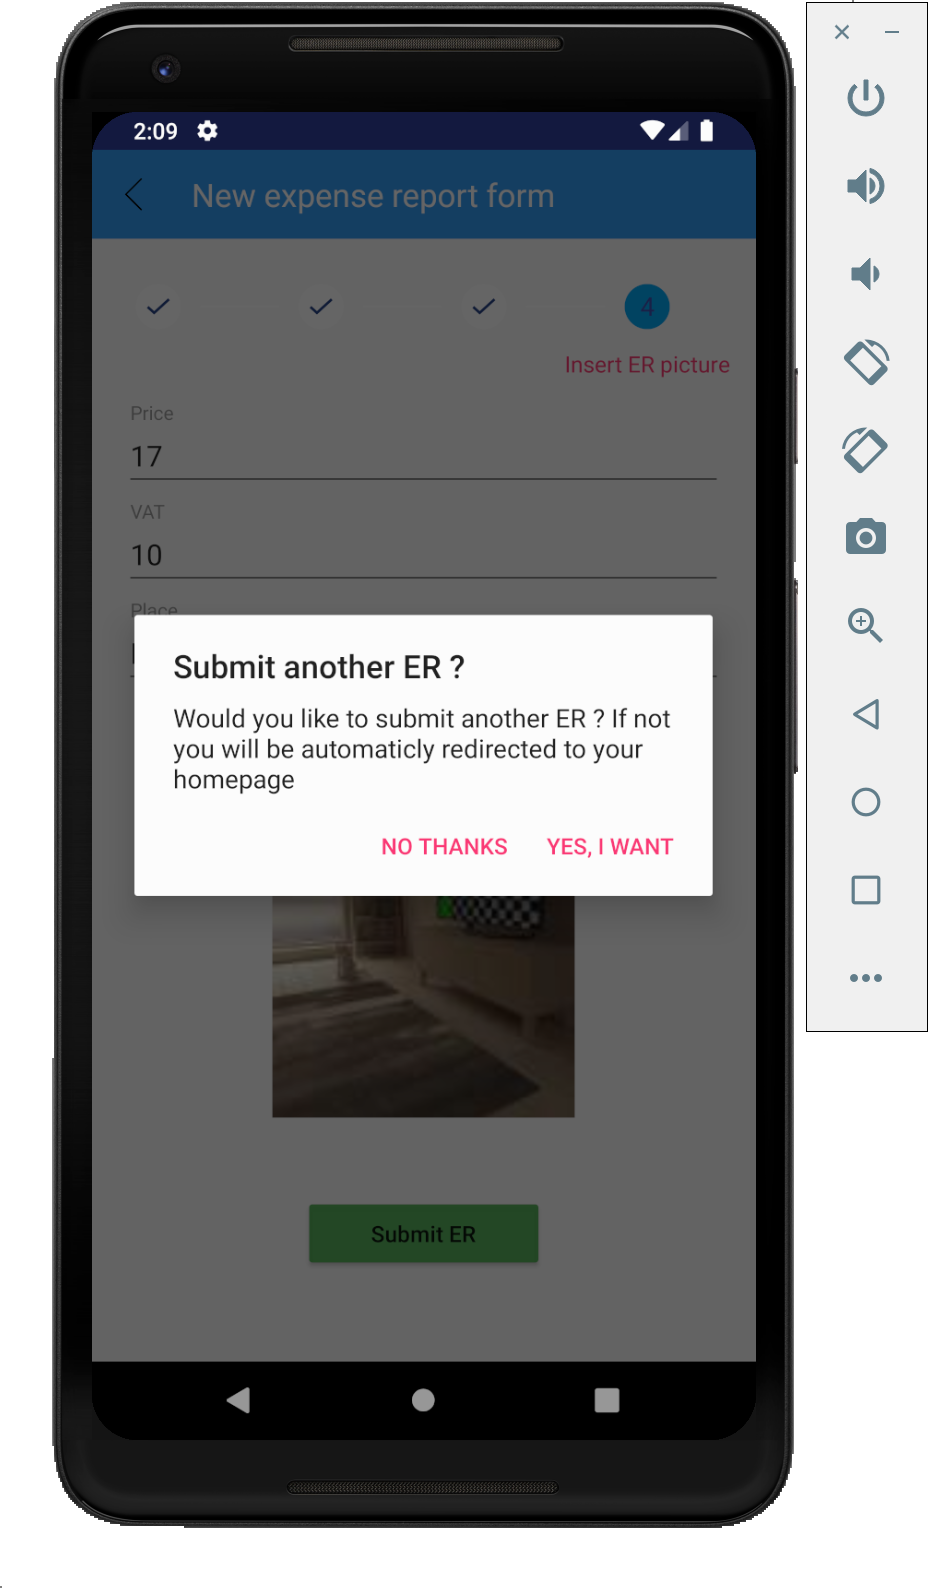 2:09
New expense report form
4
Insert ER picture
Price
17
VAT
10
Place
Submit another ER ?
Would you like to submit another ER ? If not
you will be automaticly redirected to your
homepage
NO THANKS YES, I WANT
Submit ER